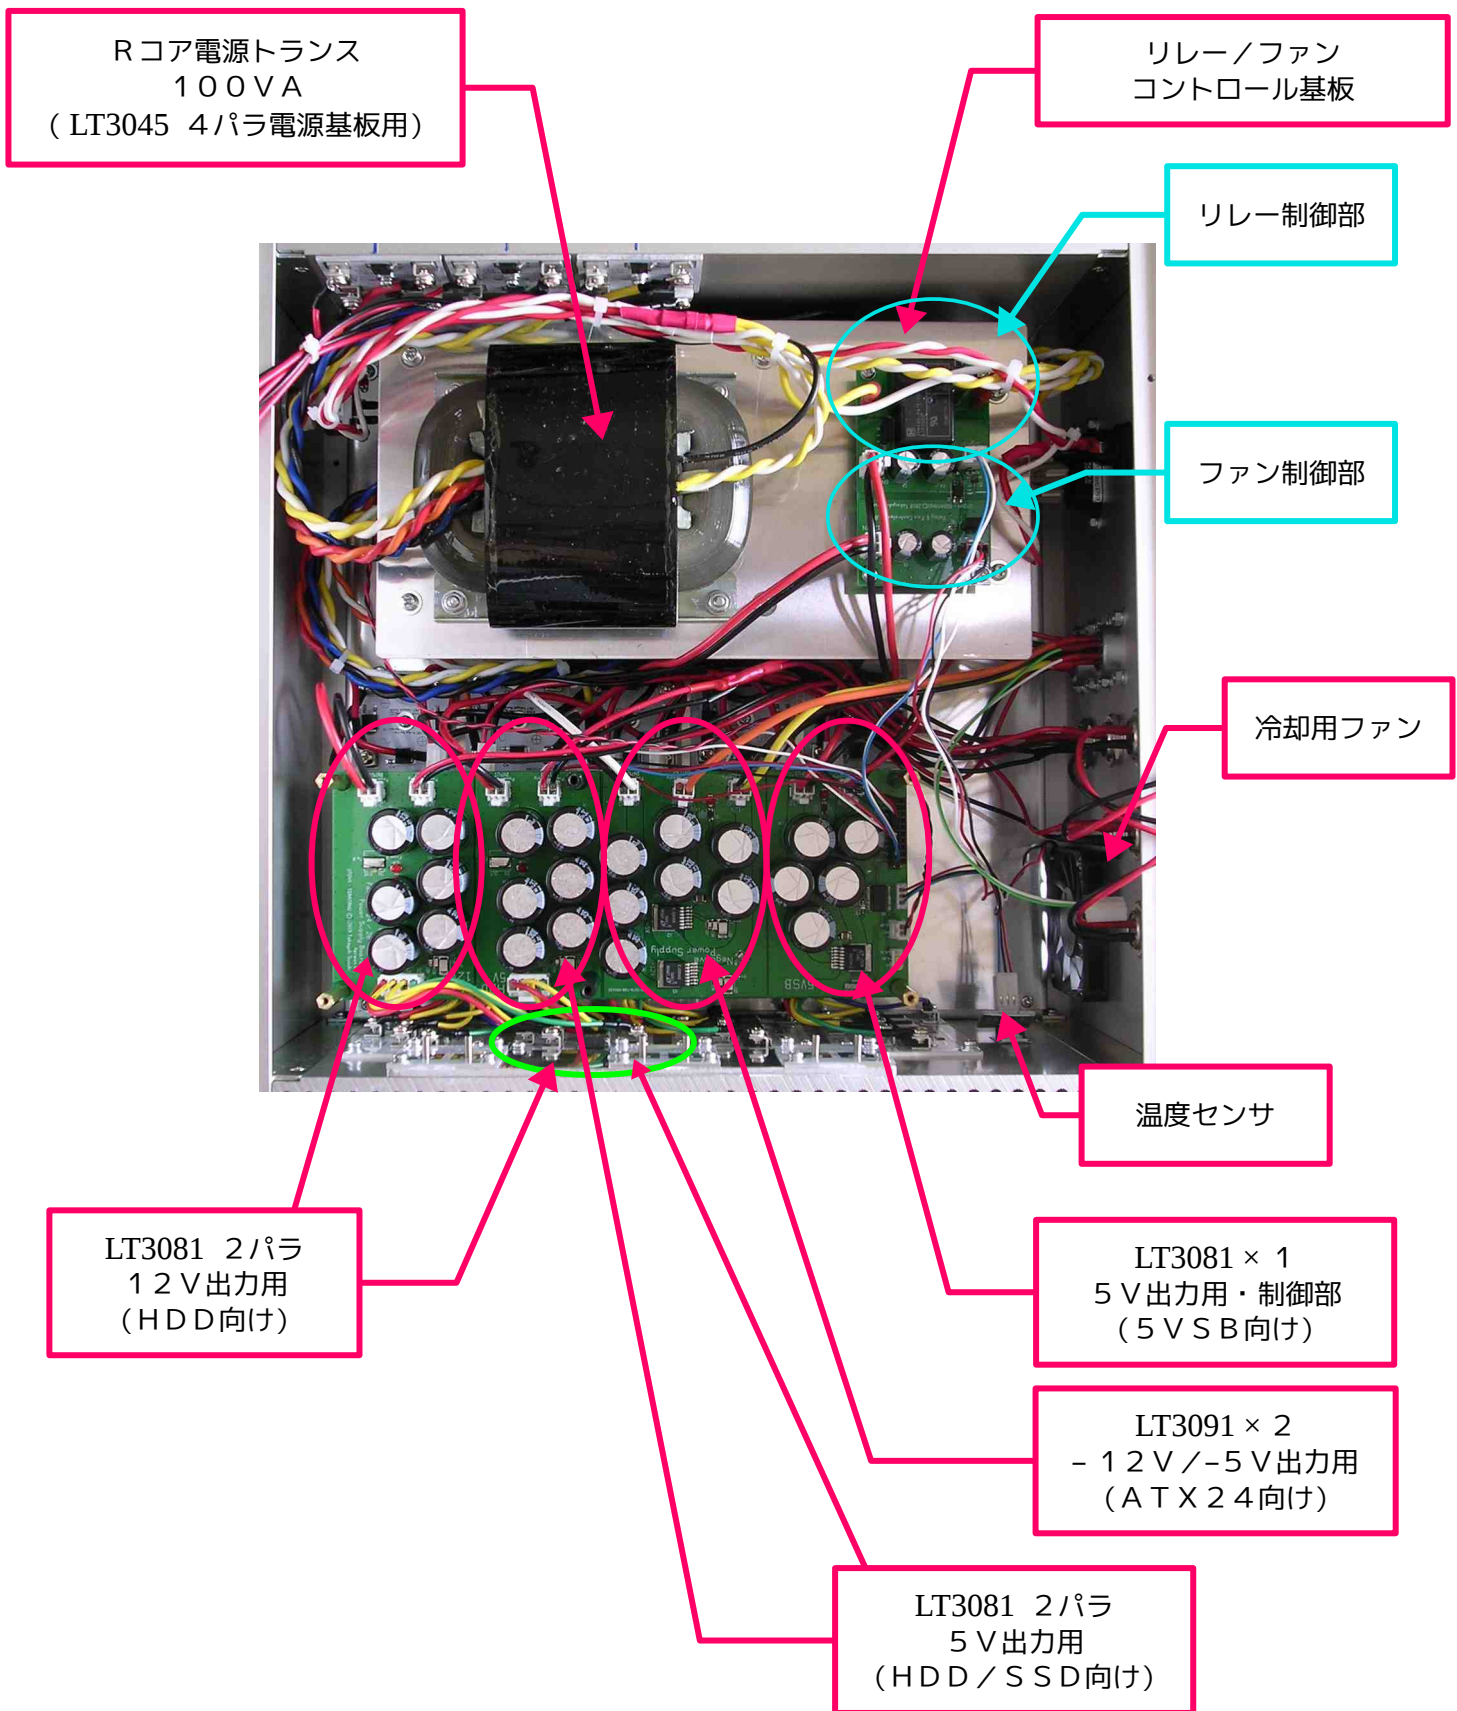 Ｒコア電源トランス
１００ＶＡ
（LT3045 ４パラ電源基板用）
リレー／ファン
コントロール基板
リレー制御部
ファン制御部
冷却用ファン
Negative
Power Supply
5VSB
温度センサ
LT3081 ２パラ
１２Ｖ出力用
（ＨＤＤ向け）
LT3081 × １
５Ｖ出力用・制御部
（５ＶＳＢ向け）
LT3091 × ２
−１２Ｖ／−５Ｖ出力用
（ＡＴＸ２４向け）
LT3081 ２パラ
５Ｖ出力用
（ＨＤＤ／ＳＳＤ向け）